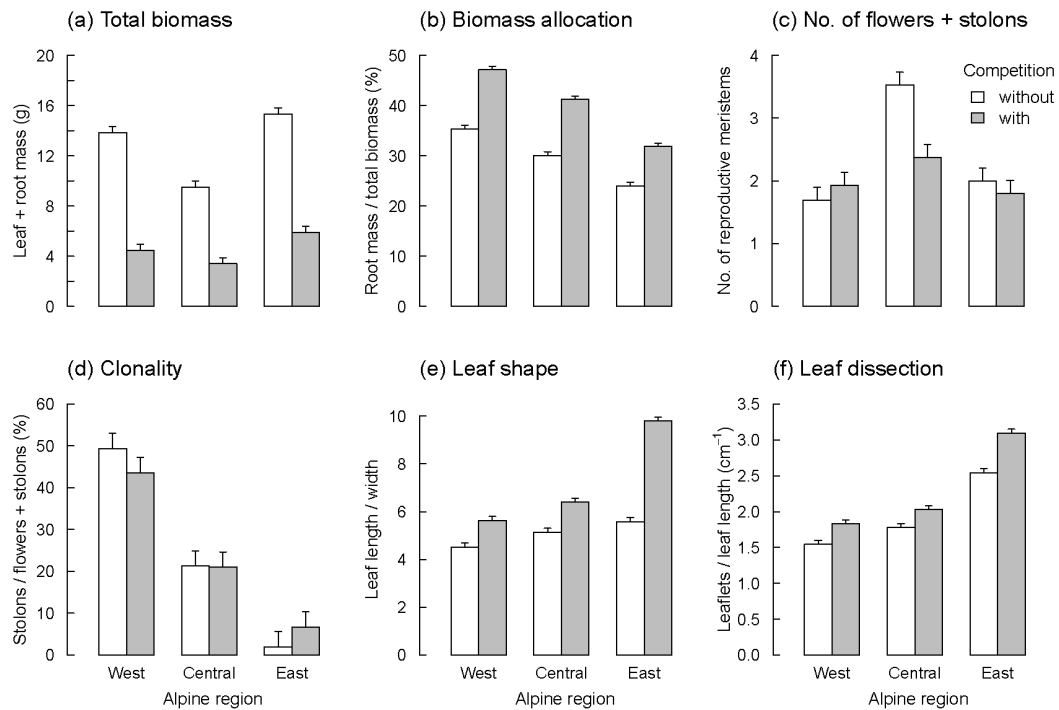 (a) Total biomass
Leaf + root mass (g)
20
16
12
8
4
0
(b) Biomass allocation
Root mass / total biomass (%)
50
40
30
20
10
0
(c) No. of flowers + stolons
No. of reproductive meristems
4
3
2
1
0
Competition
without
with
(d) Clonality
Stolons / flowers + stolons (%)
60
50
40
30
20
10
0
West Central East
Alpine region
(e) Leaf shape
Leaf length / width
10
8
6
4
2
0
West Central East
Alpine region
(f) Leaf dissection
Leaflets / leaf length (cm⁻¹)
3.5
3.0
2.5
2.0
1.5
1.0
0.5
0.0
West Central East
Alpine region